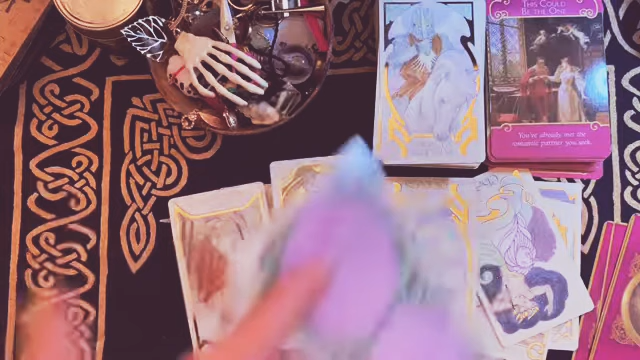 THIS COULD
BE THE ONE
You've already met the
romantic partner you seek.